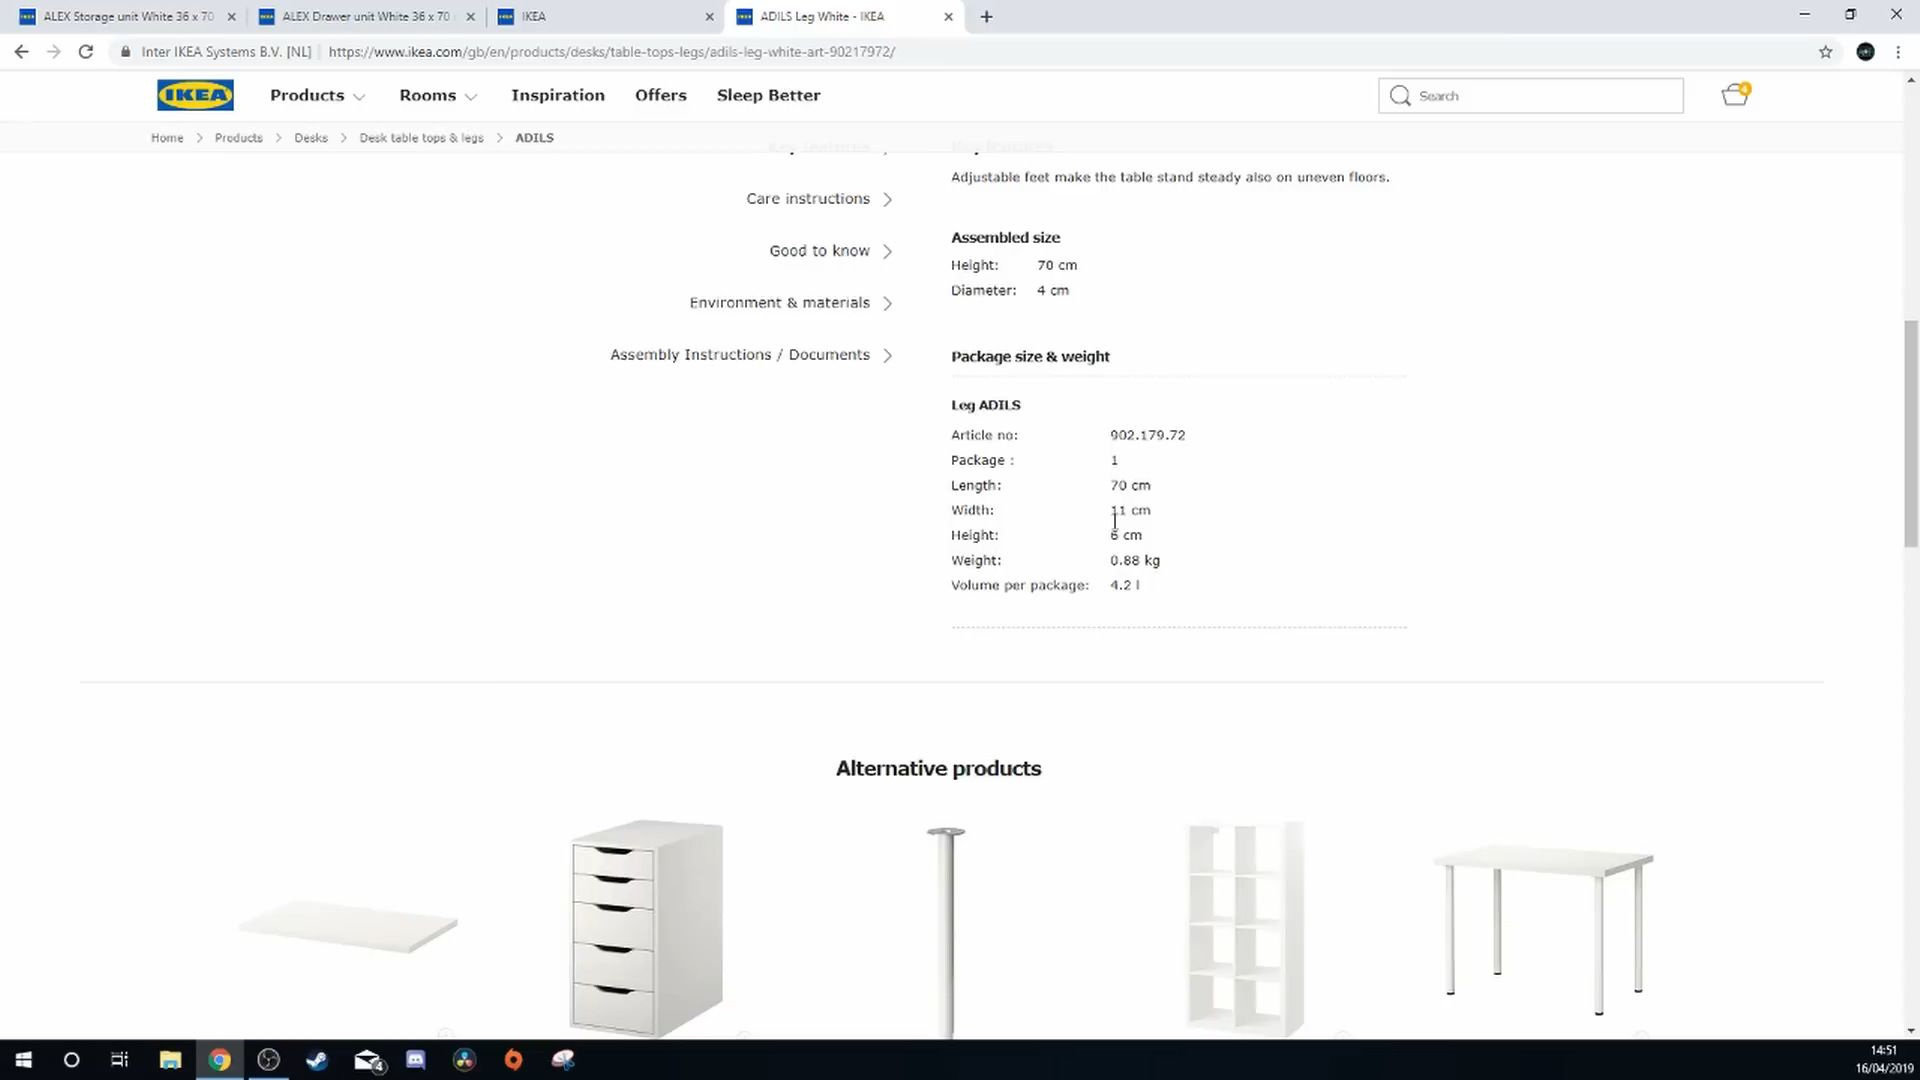 ALEX Storage unit White 36 x 70
ALEX Drawer unit White 36 x 70
IKEA
ADILS Leg White - IKEA
Inter IKEA Systems B.V. [NL] | https://www.ikea.com/gb/en/products/desks/table-tops-legs/adils-leg-white-art-90217972/
IKEA
Products
Rooms
Inspiration
Offers
Sleep Better
Search
4
Home > Products > Desks > Desk table tops & legs > ADILS
Key features
Care instructions
Good to know
Environment & materials
Assembly Instructions / Documents
Key features
Adjustable feet make the table stand steady also on uneven floors.
Assembled size
Height: 70 cm
Diameter: 4 cm
Package size & weight
Leg ADILS
Article no: 902.179.72
Package : 1
Length: 70 cm
Width: 11 cm
Height: 6 cm
Weight: 0.88 kg
Volume per package: 4.2 l
Alternative products
4
14:51
16/04/2019